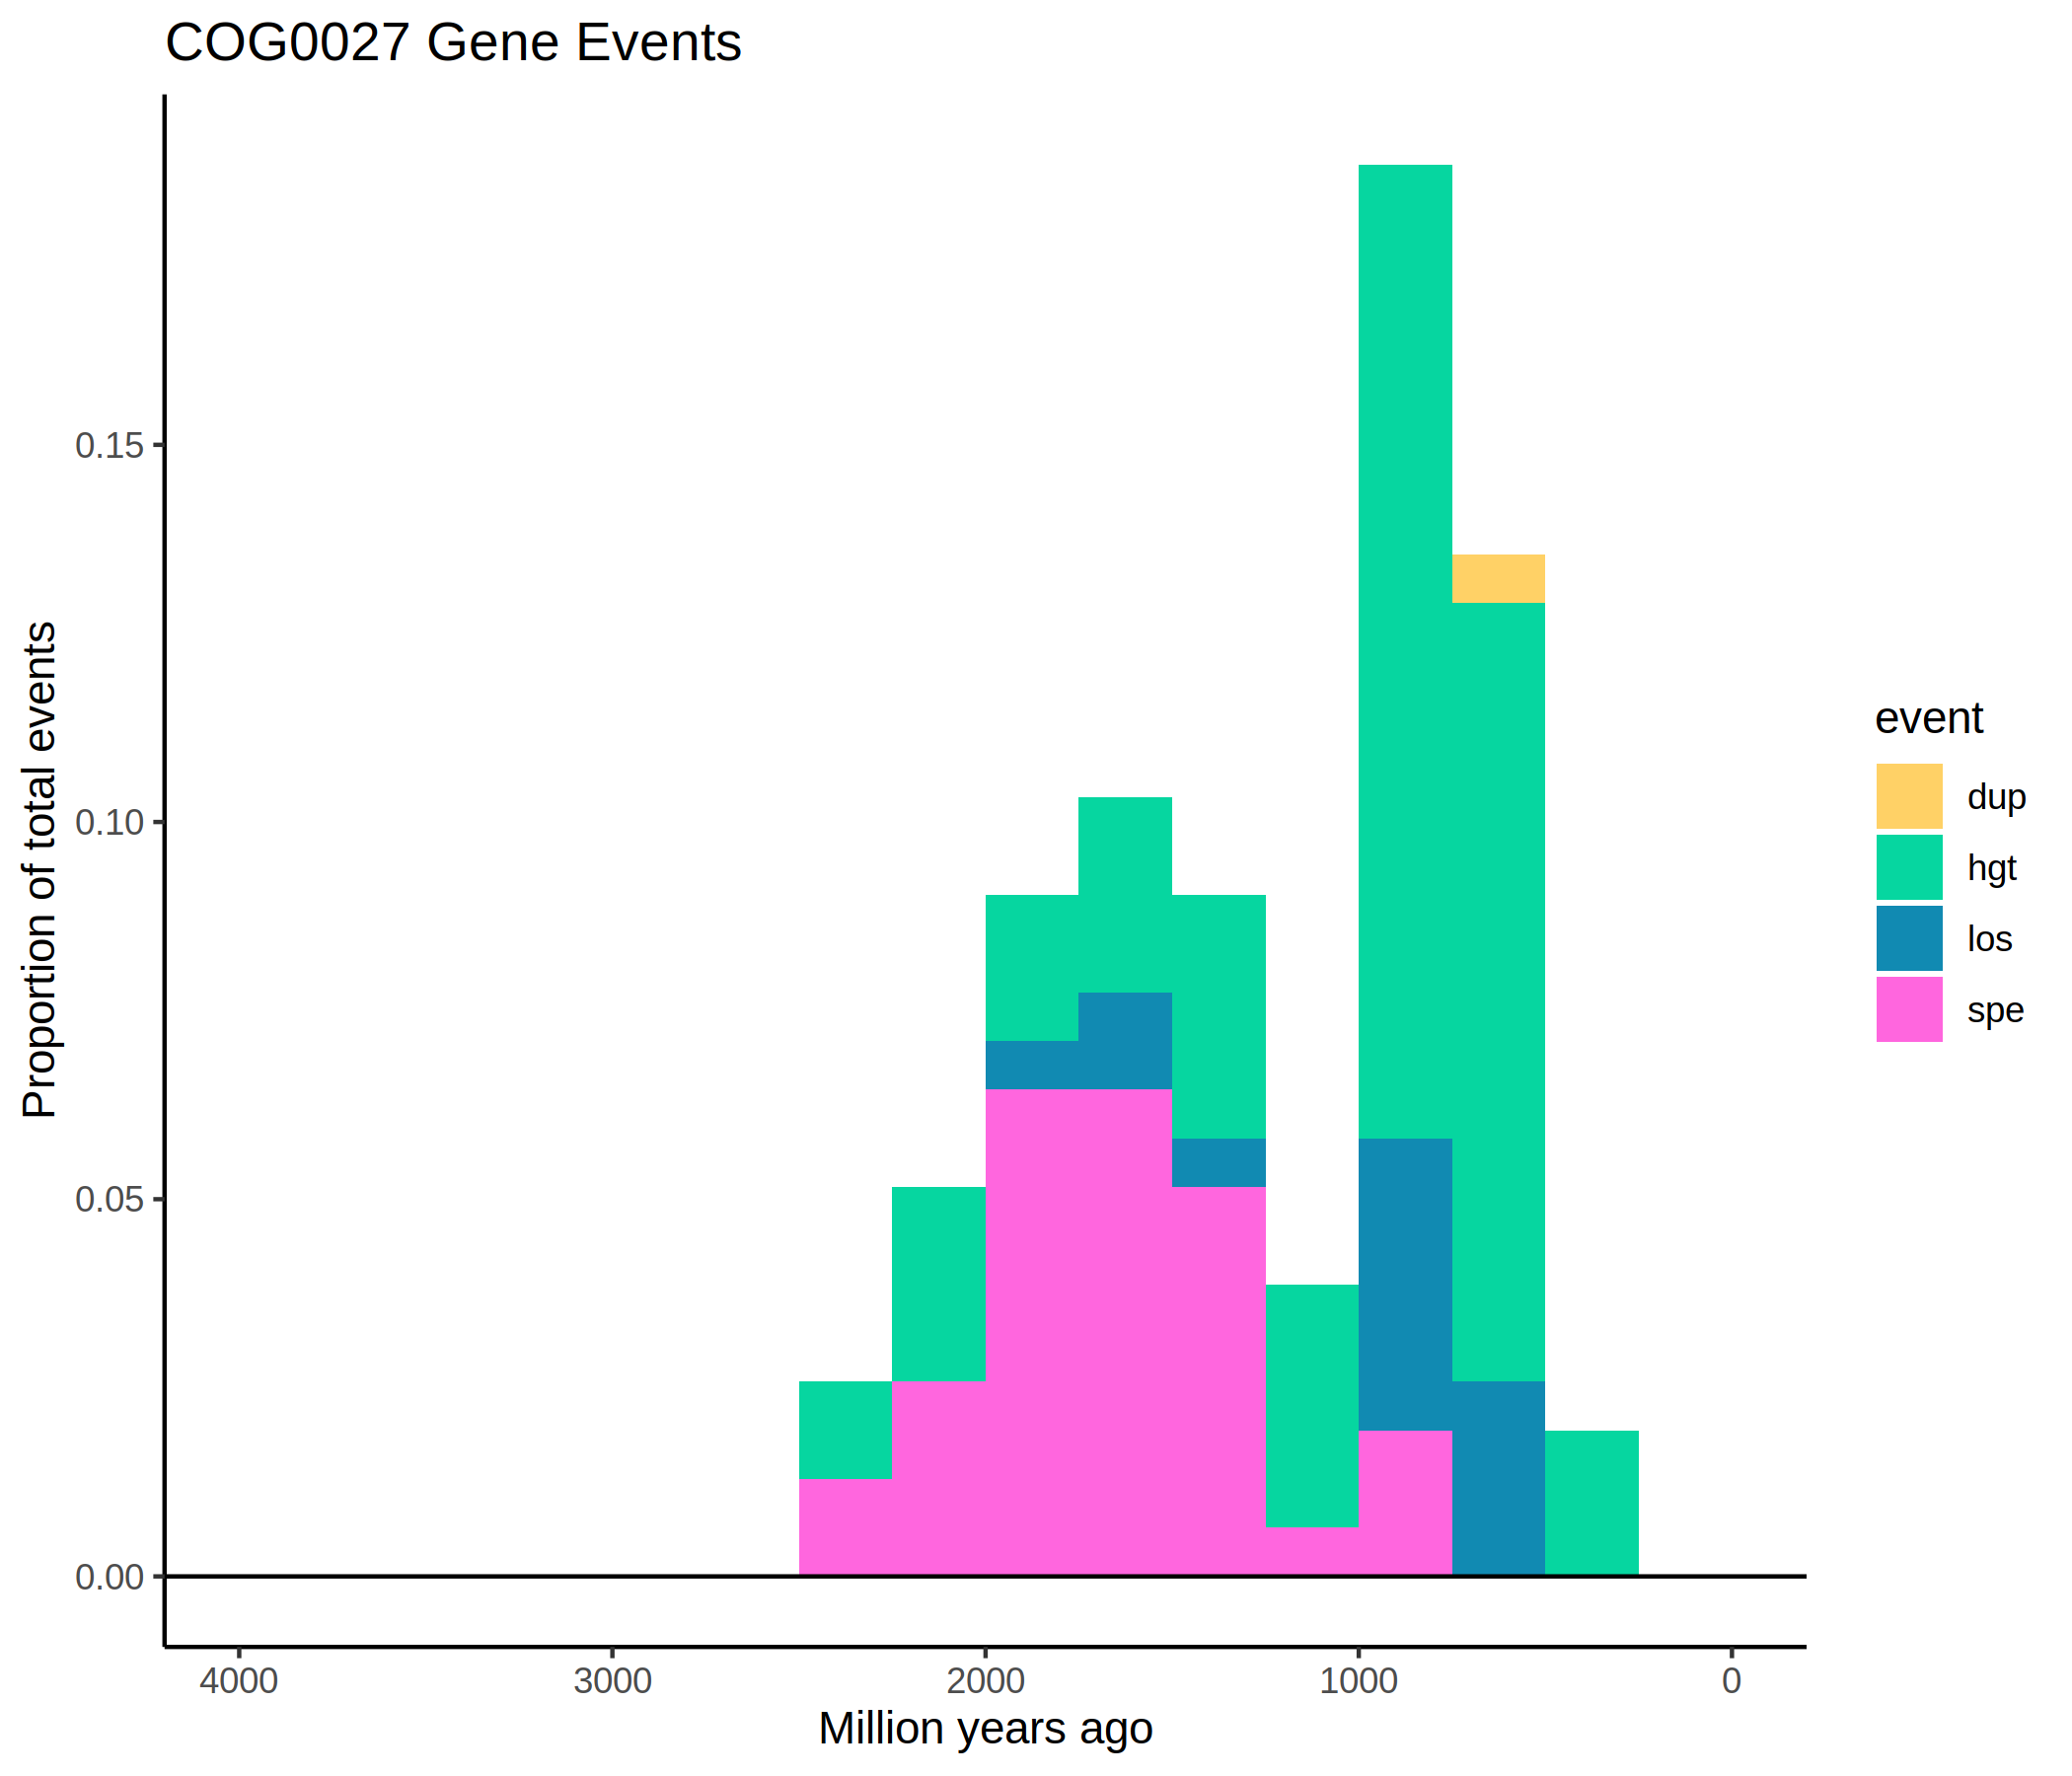 COG0027 Gene Events
Proportion of total events
0.15
0.10
0.05
0.00
4000
3000
2000
1000
0
Million years ago
event
dup
hgt
los
spe